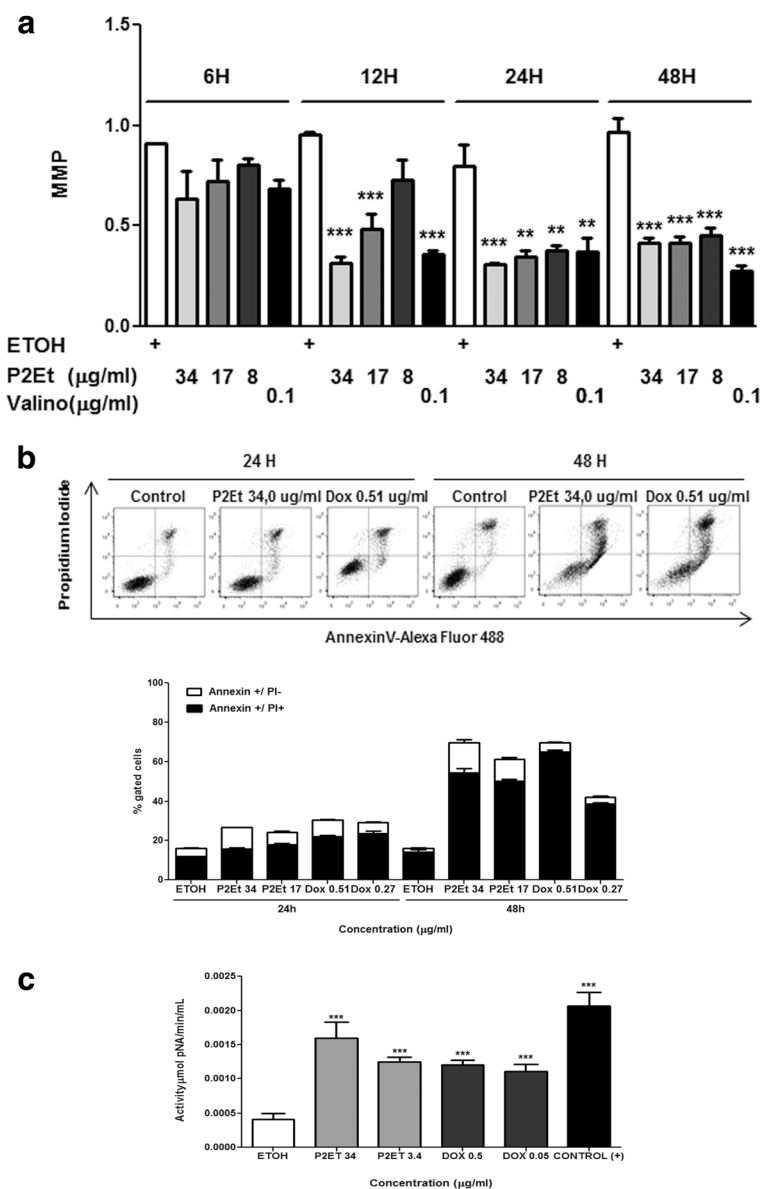 a
1.5
6H 12H 24H 48H
1.0
MMP
*** *** ***
*** ** ** **
*** *** *** ***
0.5
0.0
ETOH + + + +
P2Et (μg/ml) 34 17 8 34 17 8 34 17 8 34 17 8
Valino(μg/ml) 0.1 0.1 0.1 0.1
b
24 H 48 H
Control P2Et 34,0 ug/ml Dox 0.51 ug/ml Control P2Et 34,0 ug/ml Dox 0.51 ug/ml
Propidium Iodide
AnnexinV-Alexa Fluor 488
100
Annexin +/ PI-
Annexin +/ PI+
80
60
% gated cells
40
20
0
ETOH P2Et 34 P2Et 17 Dox 0.51 Dox 0.27 ETOH P2Et 34 P2Et 17 Dox 0.51 Dox 0.27
24h 48h
Concentration (μg/ml)
c
0.0025
***
0.0020
***
Activityμmol pNA/min/mL
0.0015
*** *** ***
0.0010
0.0005
0.0000
ETOH P2ET 34 P2ET 3.4 DOX 0.5 DOX 0.05 CONTROL (+)
Concentration (μg/ml)